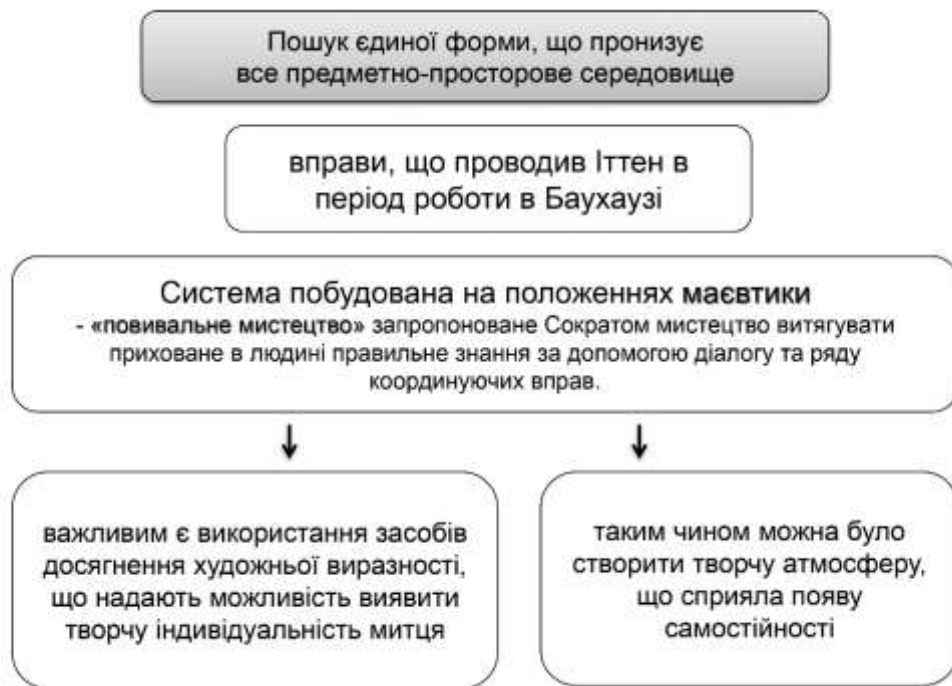 Пошук єдиної форми, що пронизує
все предметно-просторове середовище
вправи, що проводив Іттен в
період роботи в Баухаузі
Система побудована на положеннях маєвтики
- «повивальне мистецтво» запропоноване Сократом мистецтво витягувати
приховане в людині правильне знання за допомогою діалогу та ряду
координуючих вправ.
важливим є використання засобів
досягнення художньої виразності,
що надають можливість виявити
творчу індивідуальність митця
таким чином можна було
створити творчу атмосферу,
що сприяла появу
самостійності